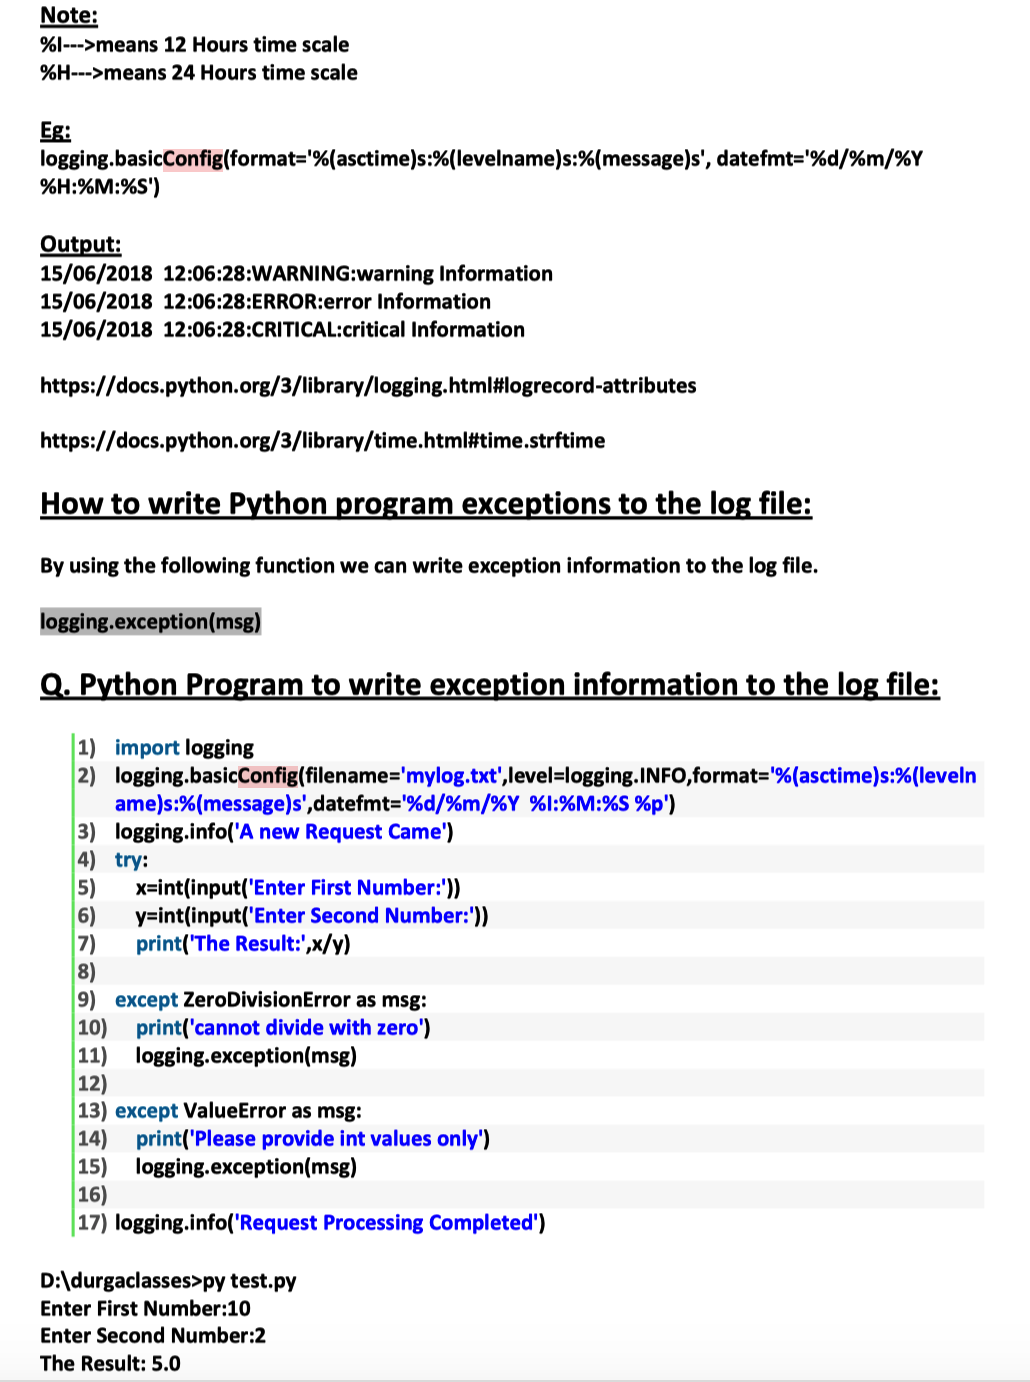 Note:
%I--->means 12 Hours time scale
%H--->means 24 Hours time scale
Eg:
logging.basicConfig(format='%(asctime)s:%(levelname)s:%(message)s', datefmt='%d/%m/%Y
%H:%M:%S')
Output:
15/06/2018  12:06:28:WARNING:warning Information
15/06/2018  12:06:28:ERROR:error Information
15/06/2018  12:06:28:CRITICAL:critical Information
https://docs.python.org/3/library/logging.html#logrecord-attributes
https://docs.python.org/3/library/time.html#time.strftime
How to write Python program exceptions to the log file:
By using the following function we can write exception information to the log file.
logging.exception(msg)
Q. Python Program to write exception information to the log file:
1) import logging
2) logging.basicConfig(filename='mylog.txt',level=logging.INFO,format='%(asctime)s:%(leveln
ame)s:%(message)s',datefmt='%d/%m/%Y  %I:%M:%S %p')
3) logging.info('A new Request Came')
4) try:
5)   x=int(input('Enter First Number:'))
6)   y=int(input('Enter Second Number:'))
7)   print('The Result:',x/y)
8)
9) except ZeroDivisionError as msg:
10)   print('cannot divide with zero')
11)   logging.exception(msg)
12)
13) except ValueError as msg:
14)   print('Please provide int values only')
15)   logging.exception(msg)
16)
17) logging.info('Request Processing Completed')
D:\durgaclasses>py test.py
Enter First Number:10
Enter Second Number:2
The Result: 5.0